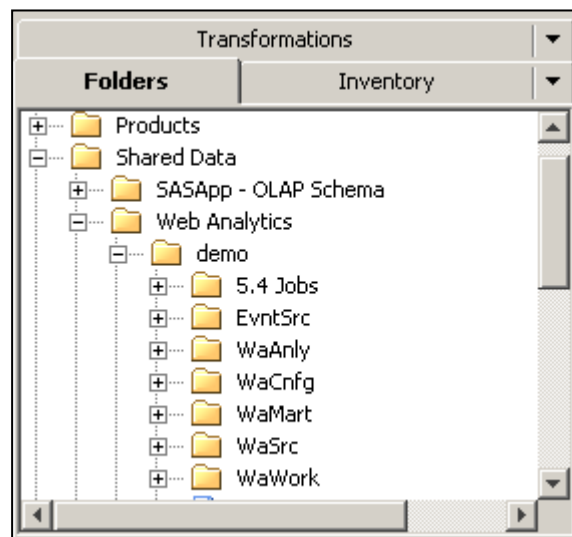 Transformations
Folders Inventory
Products
Shared Data
SASApp - OLAP Schema
Web Analytics
demo
5.4 Jobs
EvntSrc
WaAnly
WaCnfg
WaMart
WaSrc
WaWork